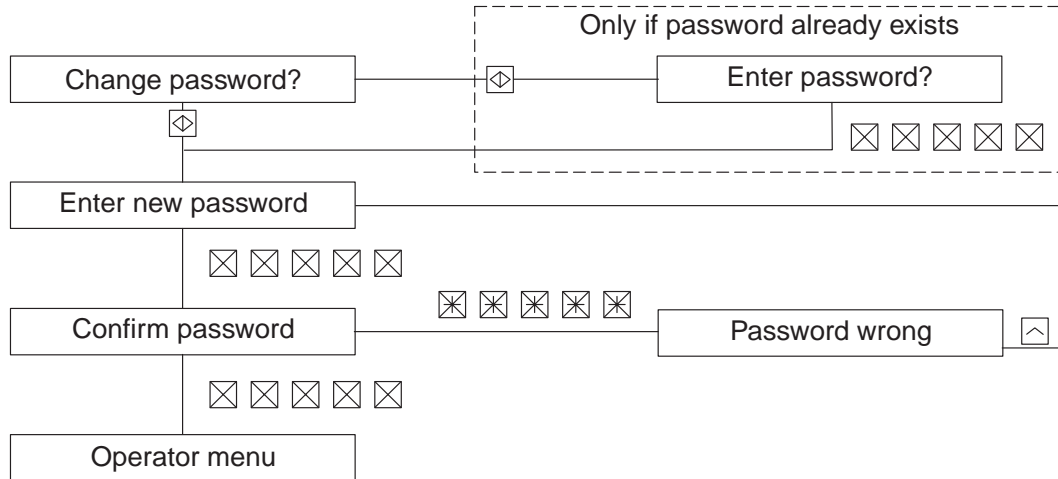 Only if password already exists
Change password?
Enter password?
Enter new password
Confirm password
Password wrong
Operator menu